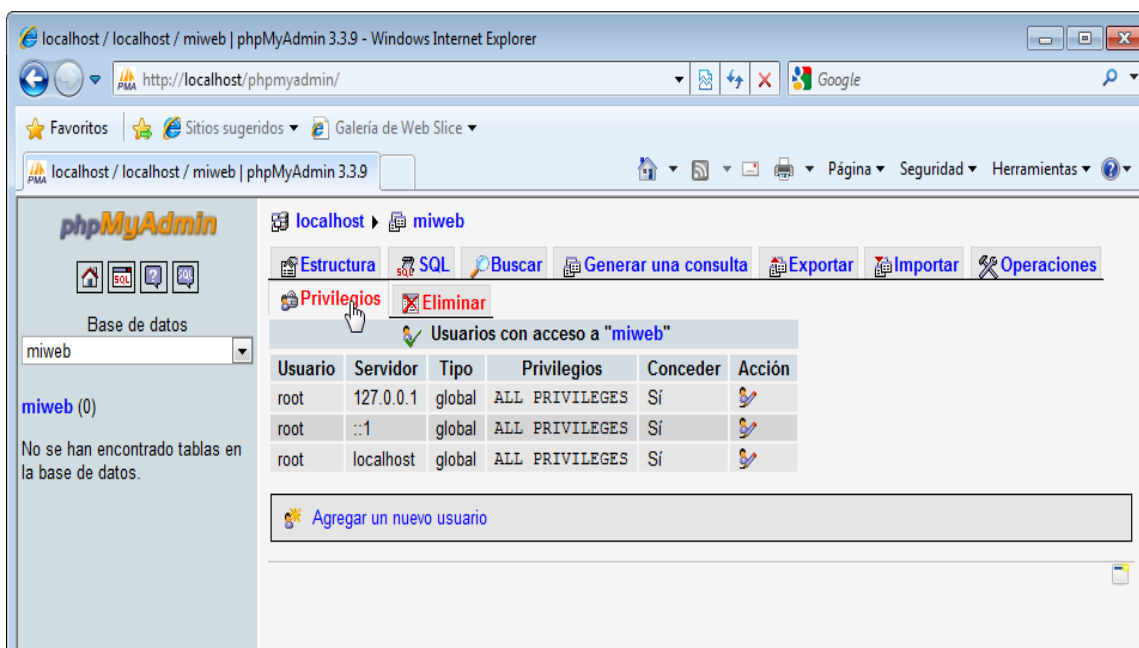 localhost / localhost / miweb | phpMyAdmin 3.3.9 - Windows Internet Explorer
PMA http://localhost/phpmyadmin/ Google
Favoritos Sitios sugeridos Galería de Web Slice
PMA localhost / localhost / miweb | phpMyAdmin 3.3.9 Página Seguridad Herramientas
phpMyAdmin
SQL ? SQL
Base de datos
miweb
miweb (0)
No se han encontrado tablas en
la base de datos.
localhost miweb
Estructura SQL Buscar Generar una consulta Exportar Importar Operaciones
Privilegios Eliminar
Usuarios con acceso a "miweb"
Usuario Servidor Tipo Privilegios Conceder Acción
root 127.0.0.1 global ALL PRIVILEGES Sí
root ::1 global ALL PRIVILEGES Sí
root localhost global ALL PRIVILEGES Sí
Agregar un nuevo usuario